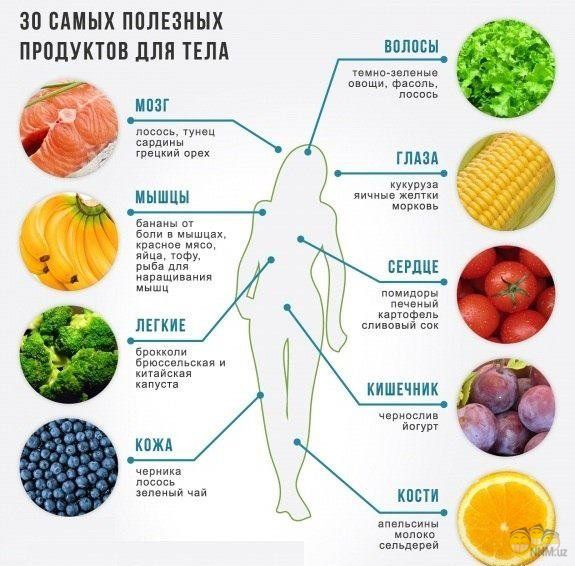 30 САМЫХ ПОЛЕЗНЫХ
ПРОДУКТОВ ДЛЯ ТЕЛА
МОЗГ
лосось, тунец
сардины
грецкий орех
МЫШЦЫ
бананы от
боли в мышцах,
красное мясо,
яйца, тофу,
рыба для
наращивания
мышц
ЛЕГКИЕ
брокколи
брюссельская и
китайская
капуста
КОЖА
черника
лосось
зеленый чай
ВОЛОСЫ
темно-зеленые
овощи, фасоль,
лосось
ГЛАЗА
кукуруза
яичные желтки
морковь
СЕРДЦЕ
помидоры
печеный
картофель
сливовый сок
КИШЕЧНИК
чернослив
йогурт
КОСТИ
апельсины
молоко
сельдерей
NNM.uz